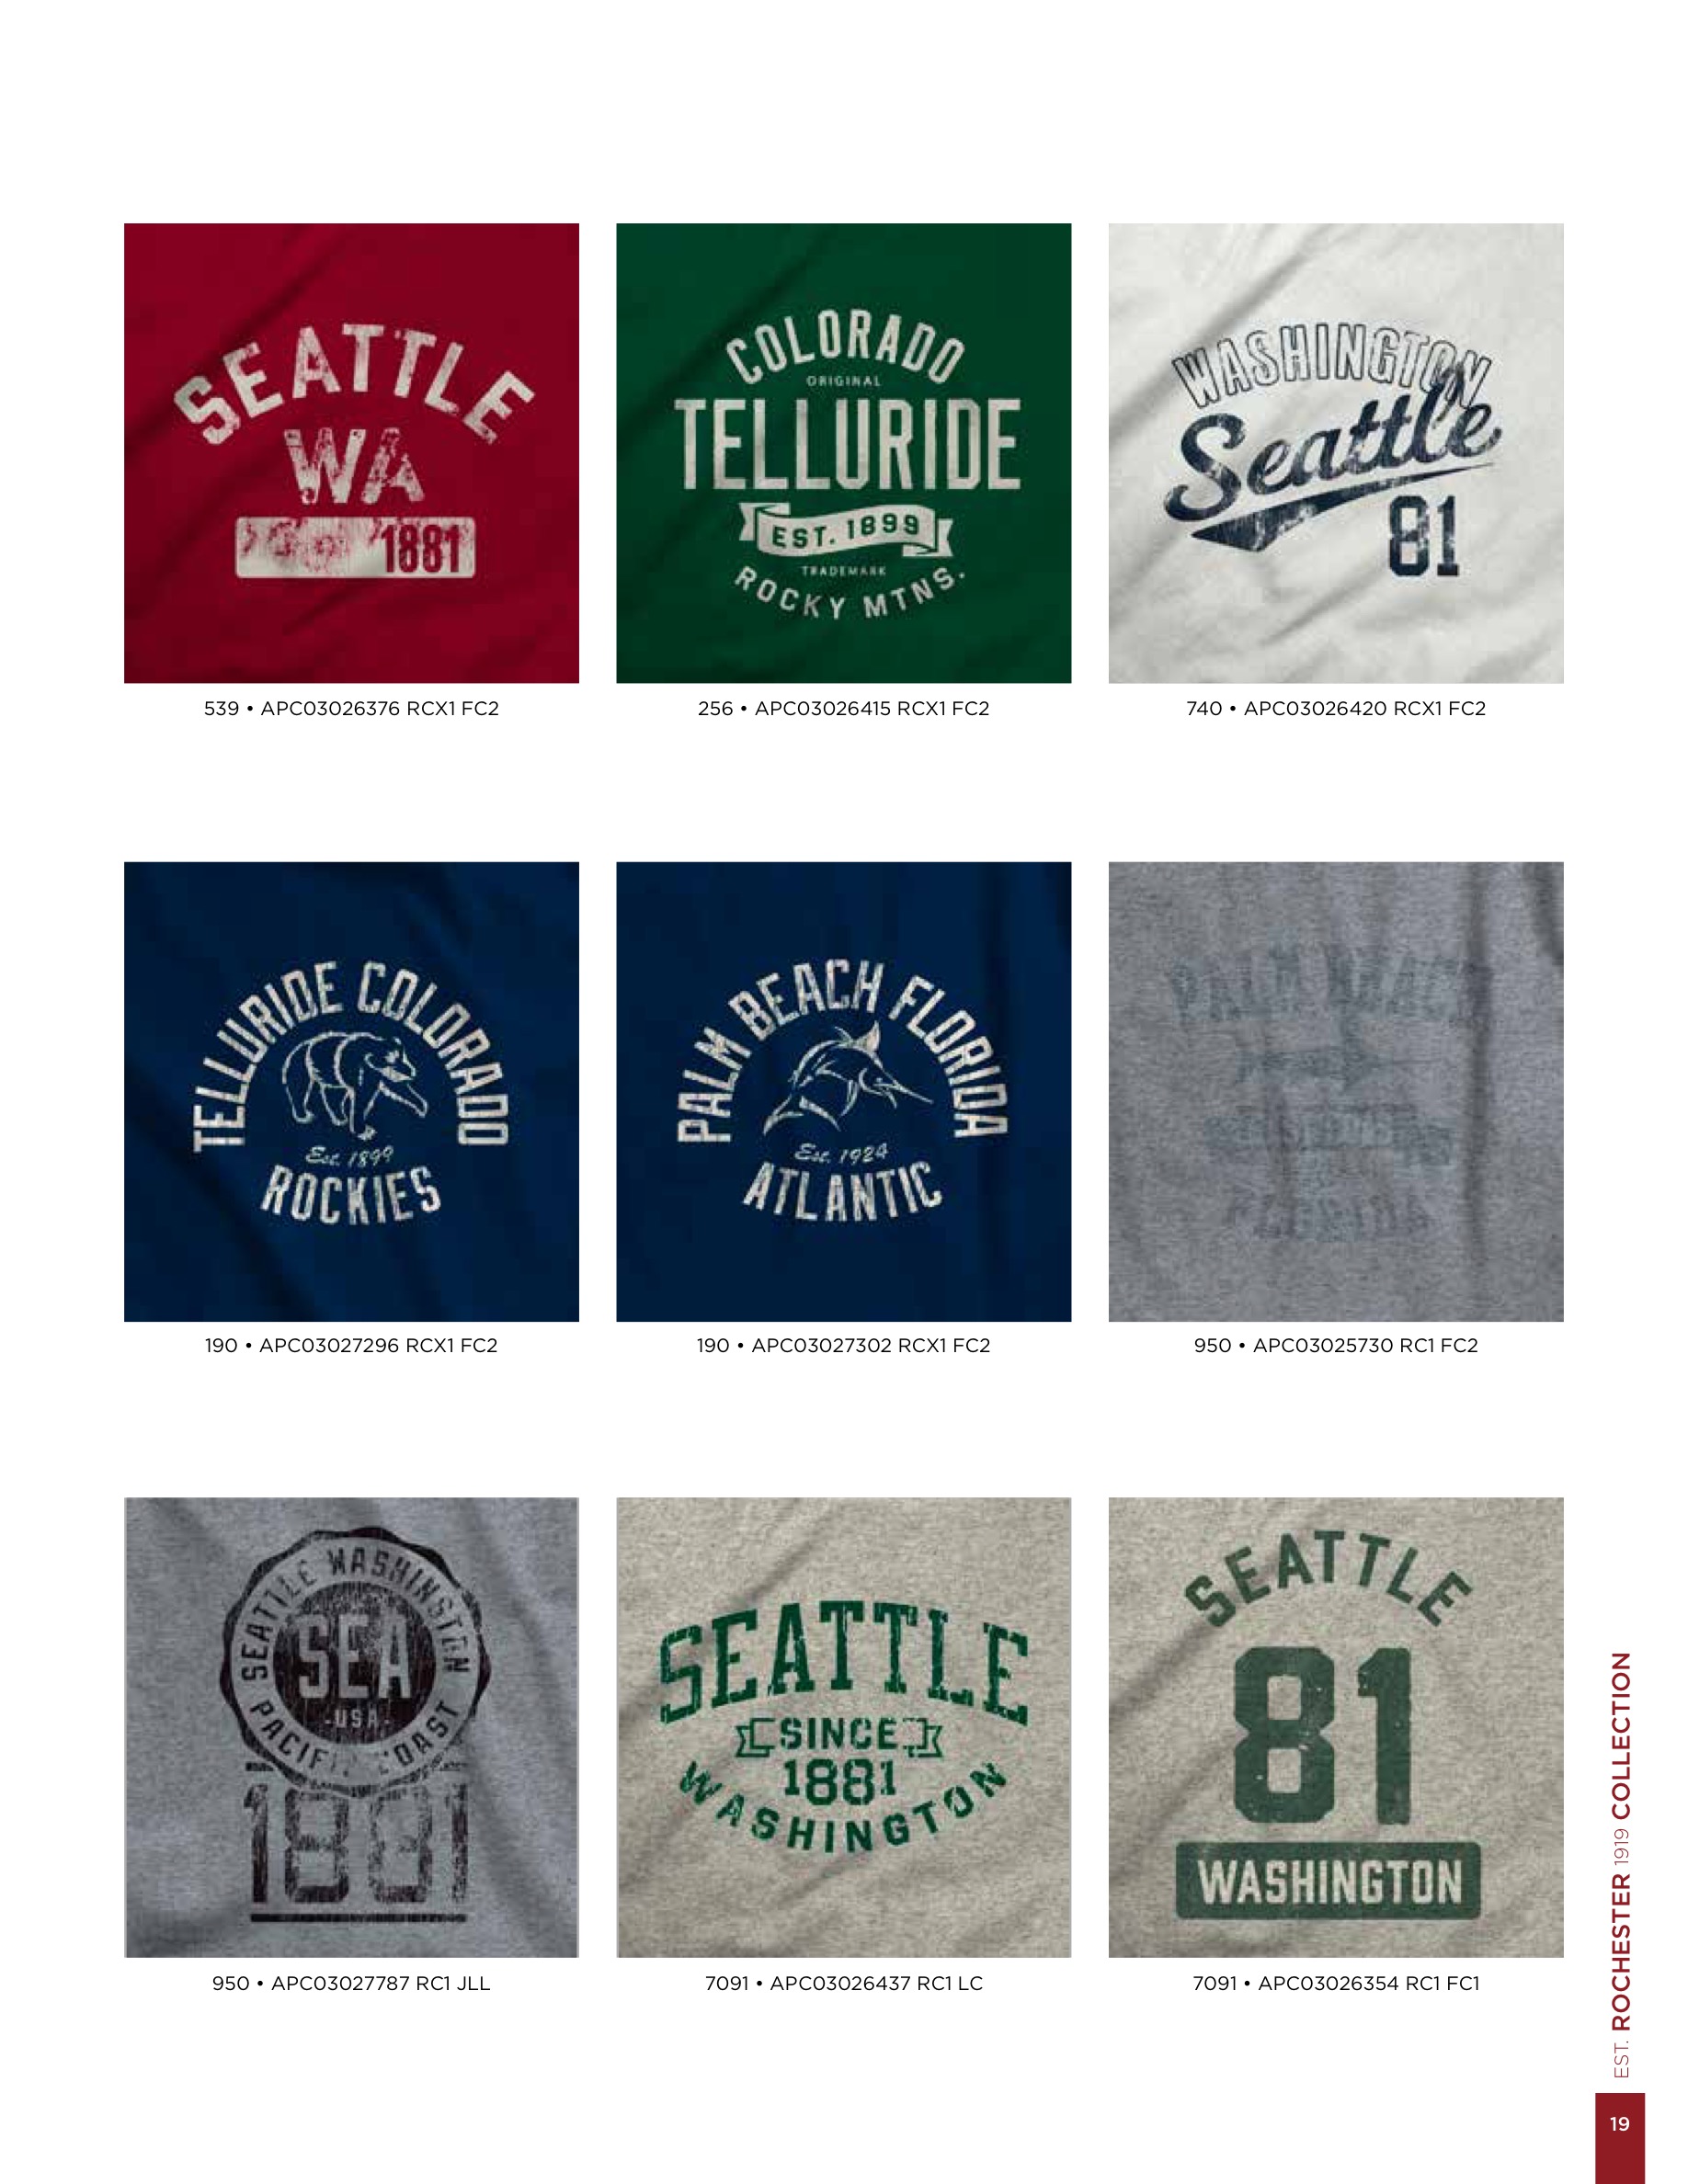 SEATTLE
WA
1881
539 • APC03026376 RCX1 FC2
COLORADO
ORIGINAL
TELLURIDE
EST. 1899
TRADEMARK
ROCKY MTNS.
256 • APC03026415 RCX1 FC2
WASHINGTON
Seattle
81
740 • APC03026420 RCX1 FC2
TELLURIDE COLORADO
Est. 1899
ROCKIES
190 • APC03027296 RCX1 FC2
PALM BEACH FLORIDA
Est. 1924
ATLANTIC
190 • APC03027302 RCX1 FC2
PALM BEACH
950 • APC03025730 RC1 FC2
SEATTLE WASHINGTON
SEA
-USA-
PACIFIC COAST
1881
950 • APC03027787 RC1 JLL
SEATTLE
SINCE
1881
WASHINGTON
7091 • APC03026437 RC1 LC
SEATTLE
81
WASHINGTON
7091 • APC03026354 RC1 FC1
EST. ROCHESTER 1919 COLLECTION
19